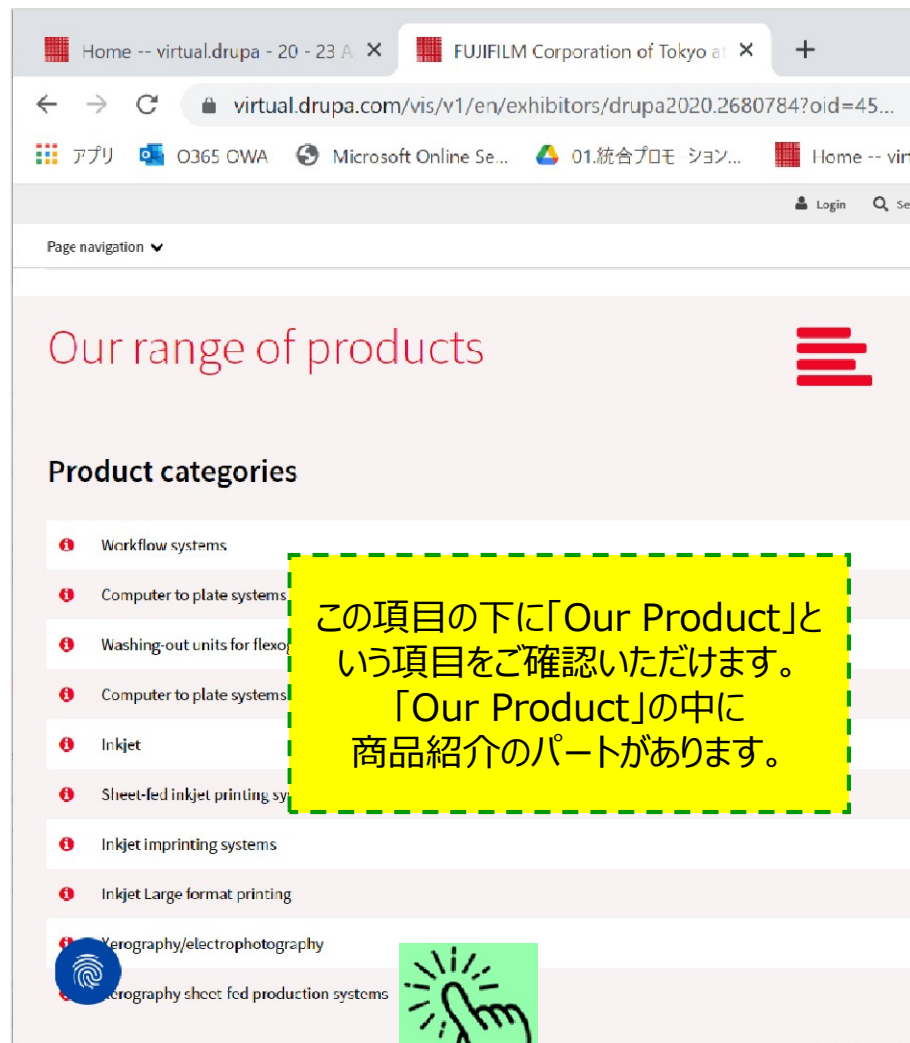 Home -- virtual.drupa - 20 - 23 A
FUJIFILM Corporation of Tokyo at
virtual.drupa.com/vis/v1/en/exhibitors/drupa2020.2680784?oid=45...
アプリ O365 OWA Microsoft Online Se... 01.統合プロモーション... Home -- virt
Login Se
Page navigation
Our range of products
Product categories
Workflow systems
Computer to plate systems
Washing-out units for flexog
Computer to plate systems
Inkjet
Sheet-fed inkjet printing sy
Inkjet imprinting systems
Inkjet Large format printing
Xerography/electrophotography
erography sheet fed production systems
この項目の下に「Our Product」と
いう項目をご確認いただけます。
「Our Product」の中に
商品紹介のパートがあります。